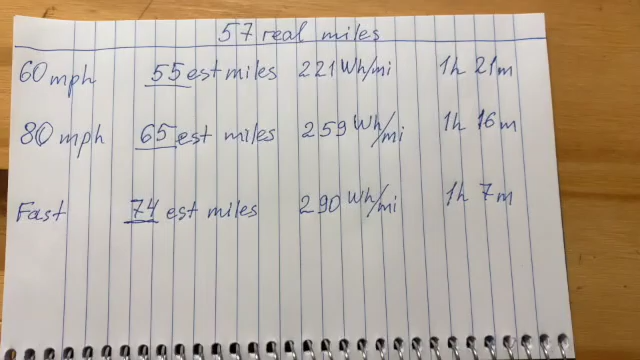 57 real miles
60 mph 55 est miles 221 Wh/mi 1h 21m
80 mph 65 est miles 259 Wh/mi 1h 16m
Fast 74 est miles 290 Wh/mi 1h 7m